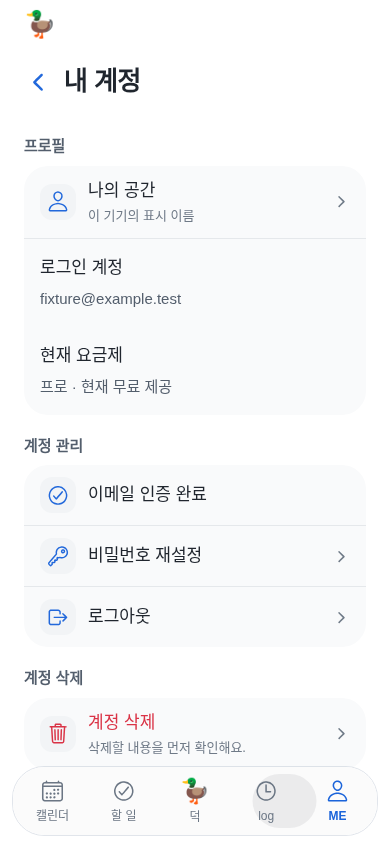 내 계정
프로필
나의 공간
이 기기의 표시 이름
로그인 계정
fixture@example.test
현재 요금제
프로 · 현재 무료 제공
계정 관리
이메일 인증 완료
비밀번호 재설정
로그아웃
계정 삭제
계정 삭제
삭제할 내용을 먼저 확인해요.
캘린더
할 일
덕
log
ME